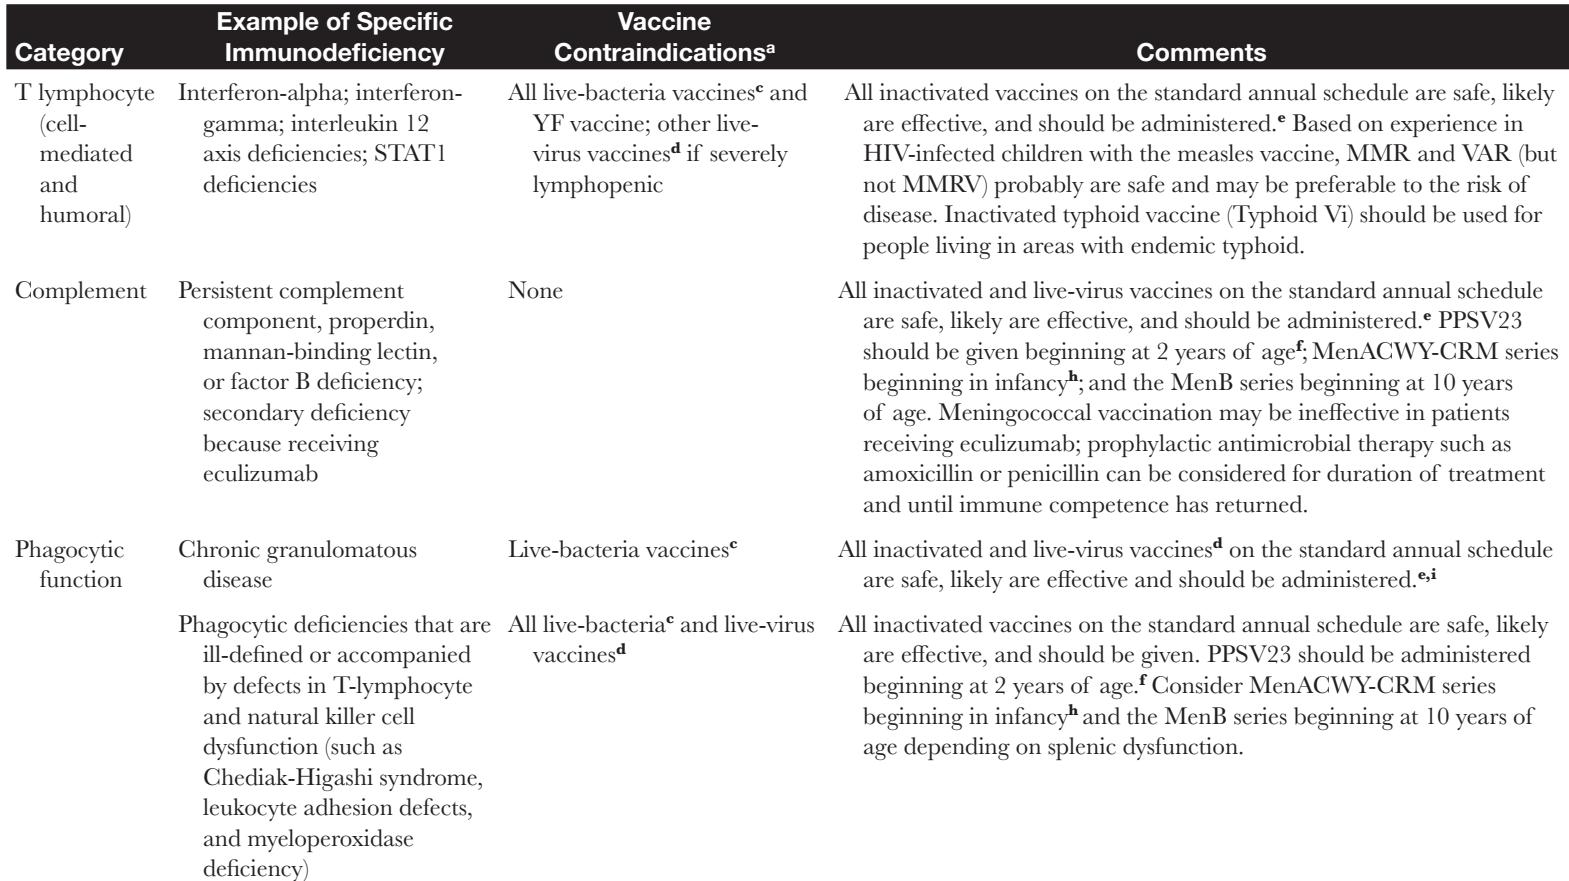 Category
Example of Specific
Immunodeficiency
Vaccine
Contraindicationsᵃ
Comments
T lymphocyte
(cell-
mediated
and
humoral)
Interferon-alpha; interferon-
gamma; interleukin 12
axis deficiencies; STAT1
deficiencies
All live-bacteria vaccinesᶜ and
YF vaccine; other live-
virus vaccinesᵈ if severely
lymphopenic
All inactivated vaccines on the standard annual schedule are safe, likely
are effective, and should be administered.ᵉ Based on experience in
HIV-infected children with the measles vaccine, MMR and VAR (but
not MMRV) probably are safe and may be preferable to the risk of
disease. Inactivated typhoid vaccine (Typhoid Vi) should be used for
people living in areas with endemic typhoid.
Complement
Persistent complement
component, properdin,
mannan-binding lectin,
or factor B deficiency;
secondary deficiency
because receiving
eculizumab
None
All inactivated and live-virus vaccines on the standard annual schedule
are safe, likely are effective, and should be administered.ᵉ PPSV23
should be given beginning at 2 years of ageᶠ; MenACWY-CRM series
beginning in infancyʰ; and the MenB series beginning at 10 years
of age. Meningococcal vaccination may be ineffective in patients
receiving eculizumab; prophylactic antimicrobial therapy such as
amoxicillin or penicillin can be considered for duration of treatment
and until immune competence has returned.
Phagocytic
function
Chronic granulomatous
disease
Live-bacteria vaccinesᶜ
All inactivated and live-virus vaccinesᵈ on the standard annual schedule
are safe, likely are effective and should be administered.ᵉ,ⁱ
Phagocytic deficiencies that are
ill-defined or accompanied
by defects in T-lymphocyte
and natural killer cell
dysfunction (such as
Chediak-Higashi syndrome,
leukocyte adhesion defects,
and myeloperoxidase
deficiency)
All live-bacteriaᶜ and live-virus
vaccinesᵈ
All inactivated vaccines on the standard annual schedule are safe, likely
are effective, and should be given. PPSV23 should be administered
beginning at 2 years of age.ᶠ Consider MenACWY-CRM series
beginning in infancyʰ and the MenB series beginning at 10 years of
age depending on splenic dysfunction.